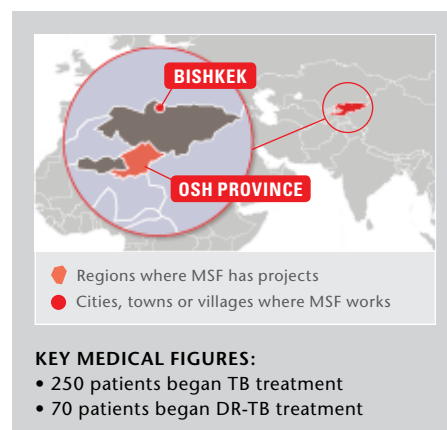 BISHKEK
OSH PROVINCE
Regions where MSF has projects
Cities, towns or villages where MSF works
KEY MEDICAL FIGURES:
• 250 patients began TB treatment
• 70 patients began DR-TB treatment